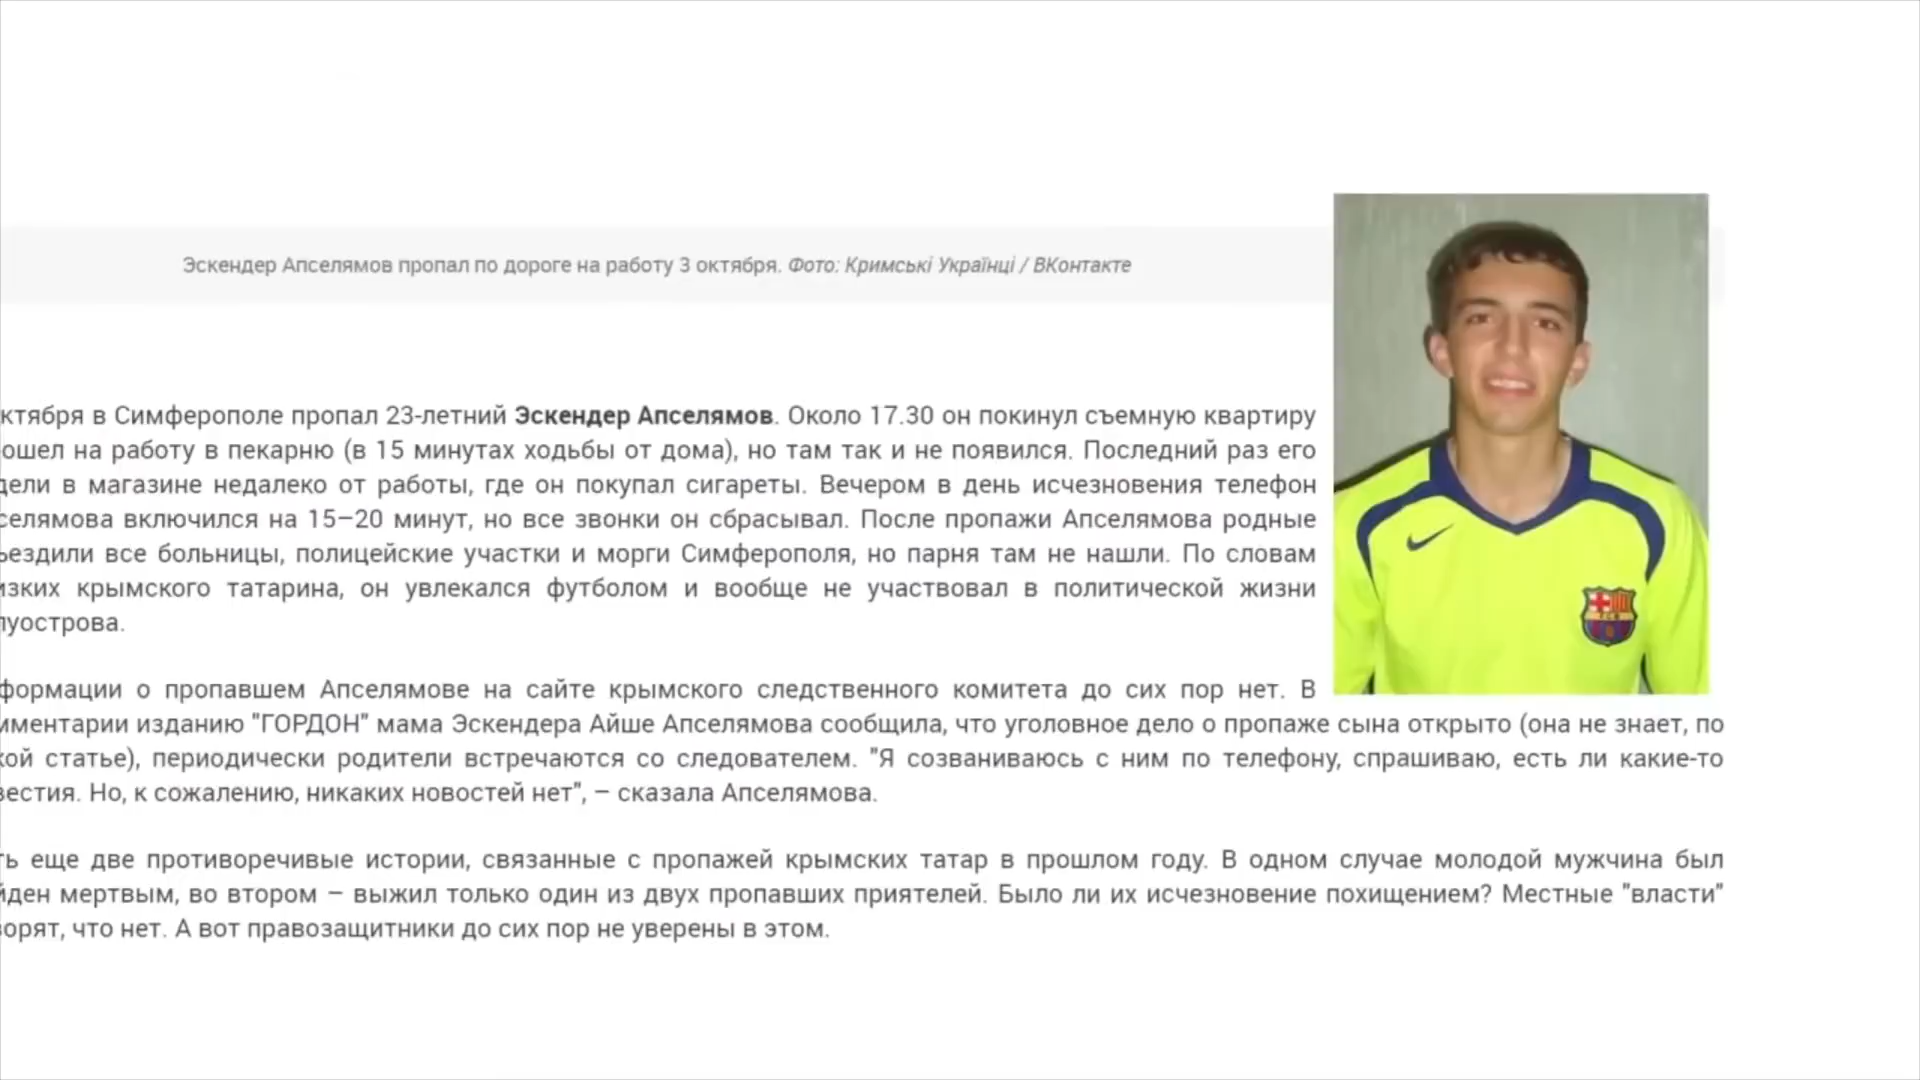 Эскендер Апселямов пропал по дороге на работу 3 октября. Фото: Кримські Українці / ВКонтакте
ктября в Симферополе пропал 23-летний Эскендер Апселямов. Около 17.30 он покинул съемную квартиру
ошел на работу в пекарню (в 15 минутах ходьбы от дома), но там так и не появился. Последний раз его
дели в магазине недалеко от работы, где он покупал сигареты. Вечером в день исчезновения телефон
селямова включился на 15–20 минут, но все звонки он сбрасывал. После пропажи Апселямова родные
ъездили все больницы, полицейские участки и морги Симферополя, но парня там не нашли. По словам
изких крымского татарина, он увлекался футболом и вообще не участвовал в политической жизни
луострова.
формации о пропавшем Апселямове на сайте крымского следственного комитета до сих пор нет. В
мментарии изданию "ГОРДОН" мама Эскендера Айше Апселямова сообщила, что уголовное дело о пропаже сына открыто (она не знает, по
кой статье), периодически родители встречаются со следователем. "Я созваниваюсь с ним по телефону, спрашиваю, есть ли какие-то
вестия. Но, к сожалению, никаких новостей нет", – сказала Апселямова.
ть еще две противоречивые истории, связанные с пропажей крымских татар в прошлом году. В одном случае молодой мужчина был
йден мертвым, во втором – выжил только один из двух пропавших приятелей. Было ли их исчезновение похищением? Местные "власти"
ворят, что нет. А вот правозащитники до сих пор не уверены в этом.